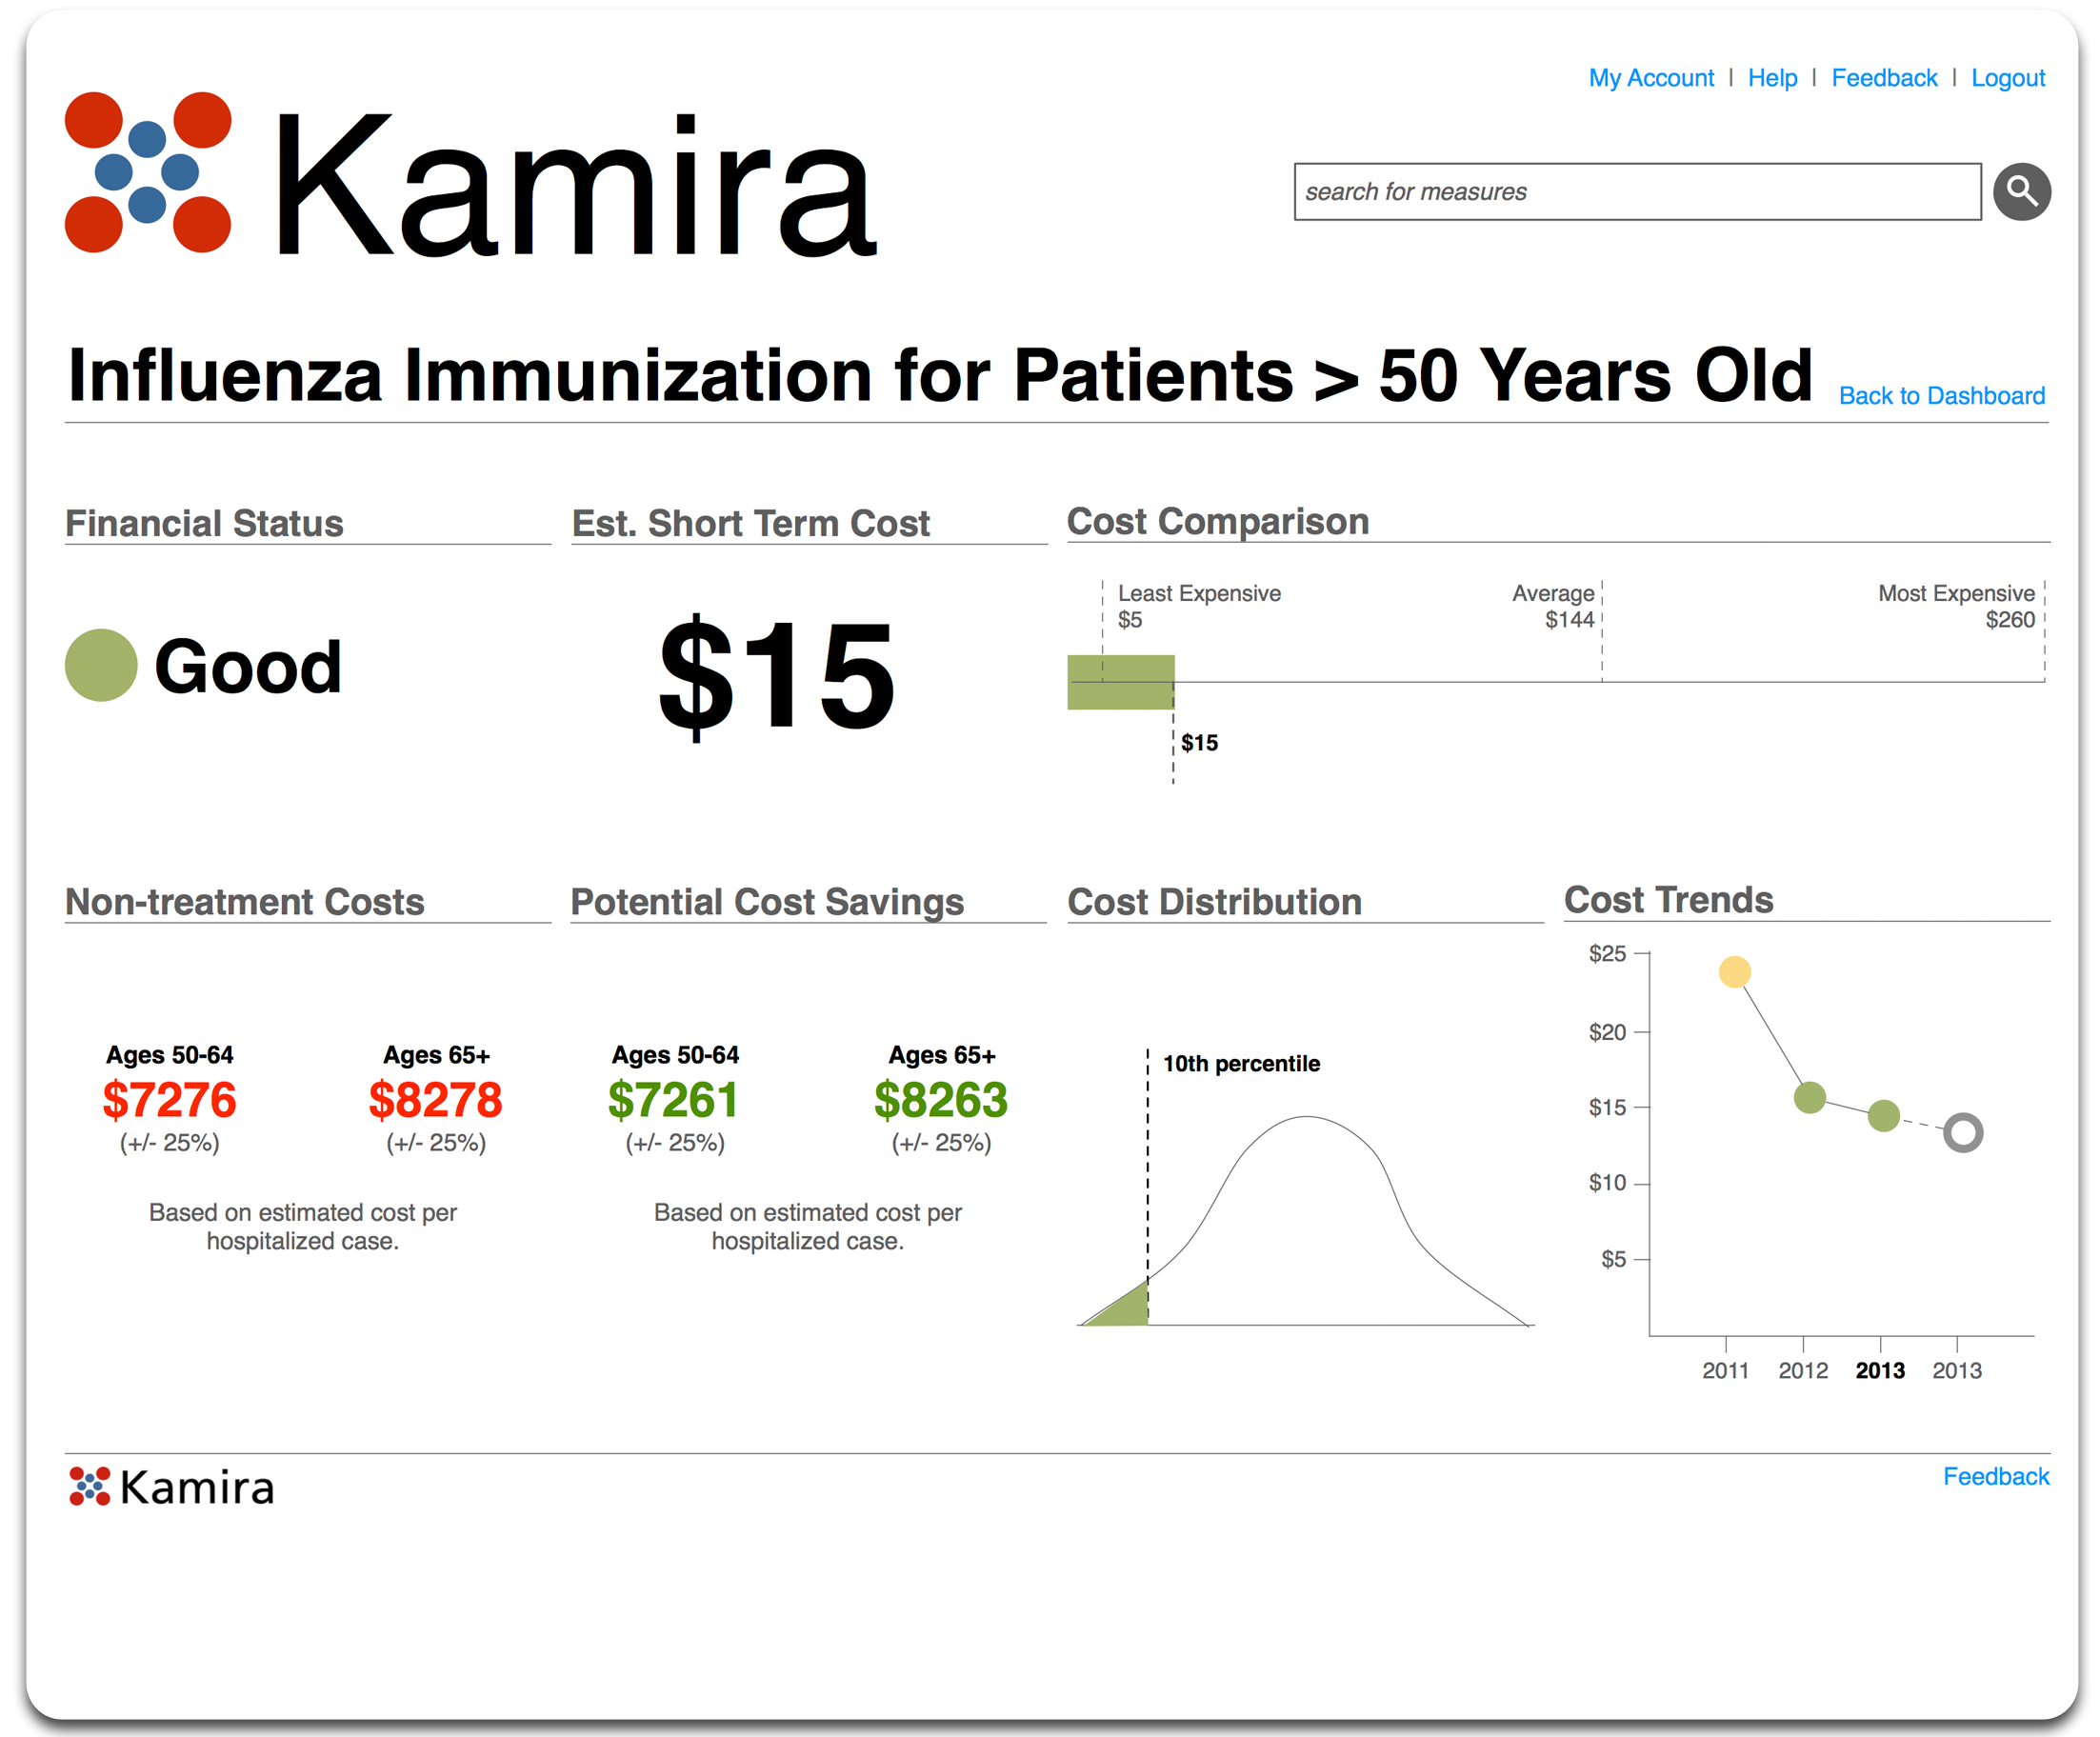 My Account | Help | Feedback | Logout
Kamira
search for measures
Influenza Immunization for Patients > 50 Years Old
Back to Dashboard
Financial Status
Good
Est. Short Term Cost
$15
Cost Comparison
Least Expensive
$5
Average
$144
Most Expensive
$260
$15
Non-treatment Costs
Ages 50-64
$7276
(+/- 25%)
Ages 65+
$8278
(+/- 25%)
Based on estimated cost per
hospitalized case.
Potential Cost Savings
Ages 50-64
$7261
(+/- 25%)
Ages 65+
$8263
(+/- 25%)
Based on estimated cost per
hospitalized case.
Cost Distribution
10th percentile
Cost Trends
$25
$20
$15
$10
$5
2011 2012 2013 2013
Kamira
Feedback